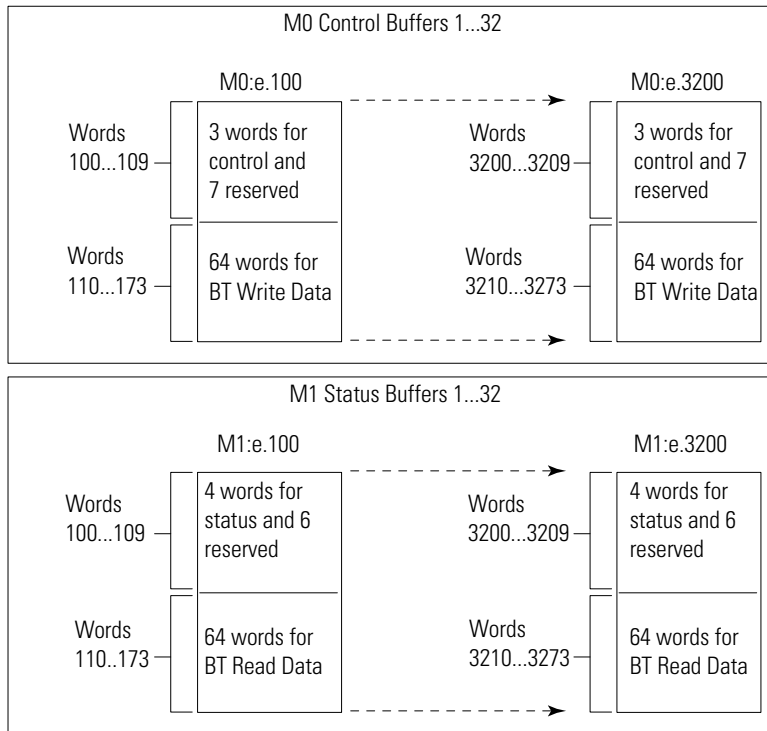 M0 Control Buffers 1...32
M0:e.100
M0:e.3200
Words
100...109
3 words for
control and
7 reserved
Words
3200...3209
3 words for
control and 7
reserved
Words
110...173
64 words for
BT Write Data
Words
3210...3273
64 words for
BT Write Data
M1 Status Buffers 1...32
M1:e.100
M1:e.3200
Words
100...109
4 words for
status and 6
reserved
Words
3200...3209
4 words for
status and 6
reserved
Words
110..173
64 words for
BT Read Data
Words
3210...3273
64 words for
BT Read Data